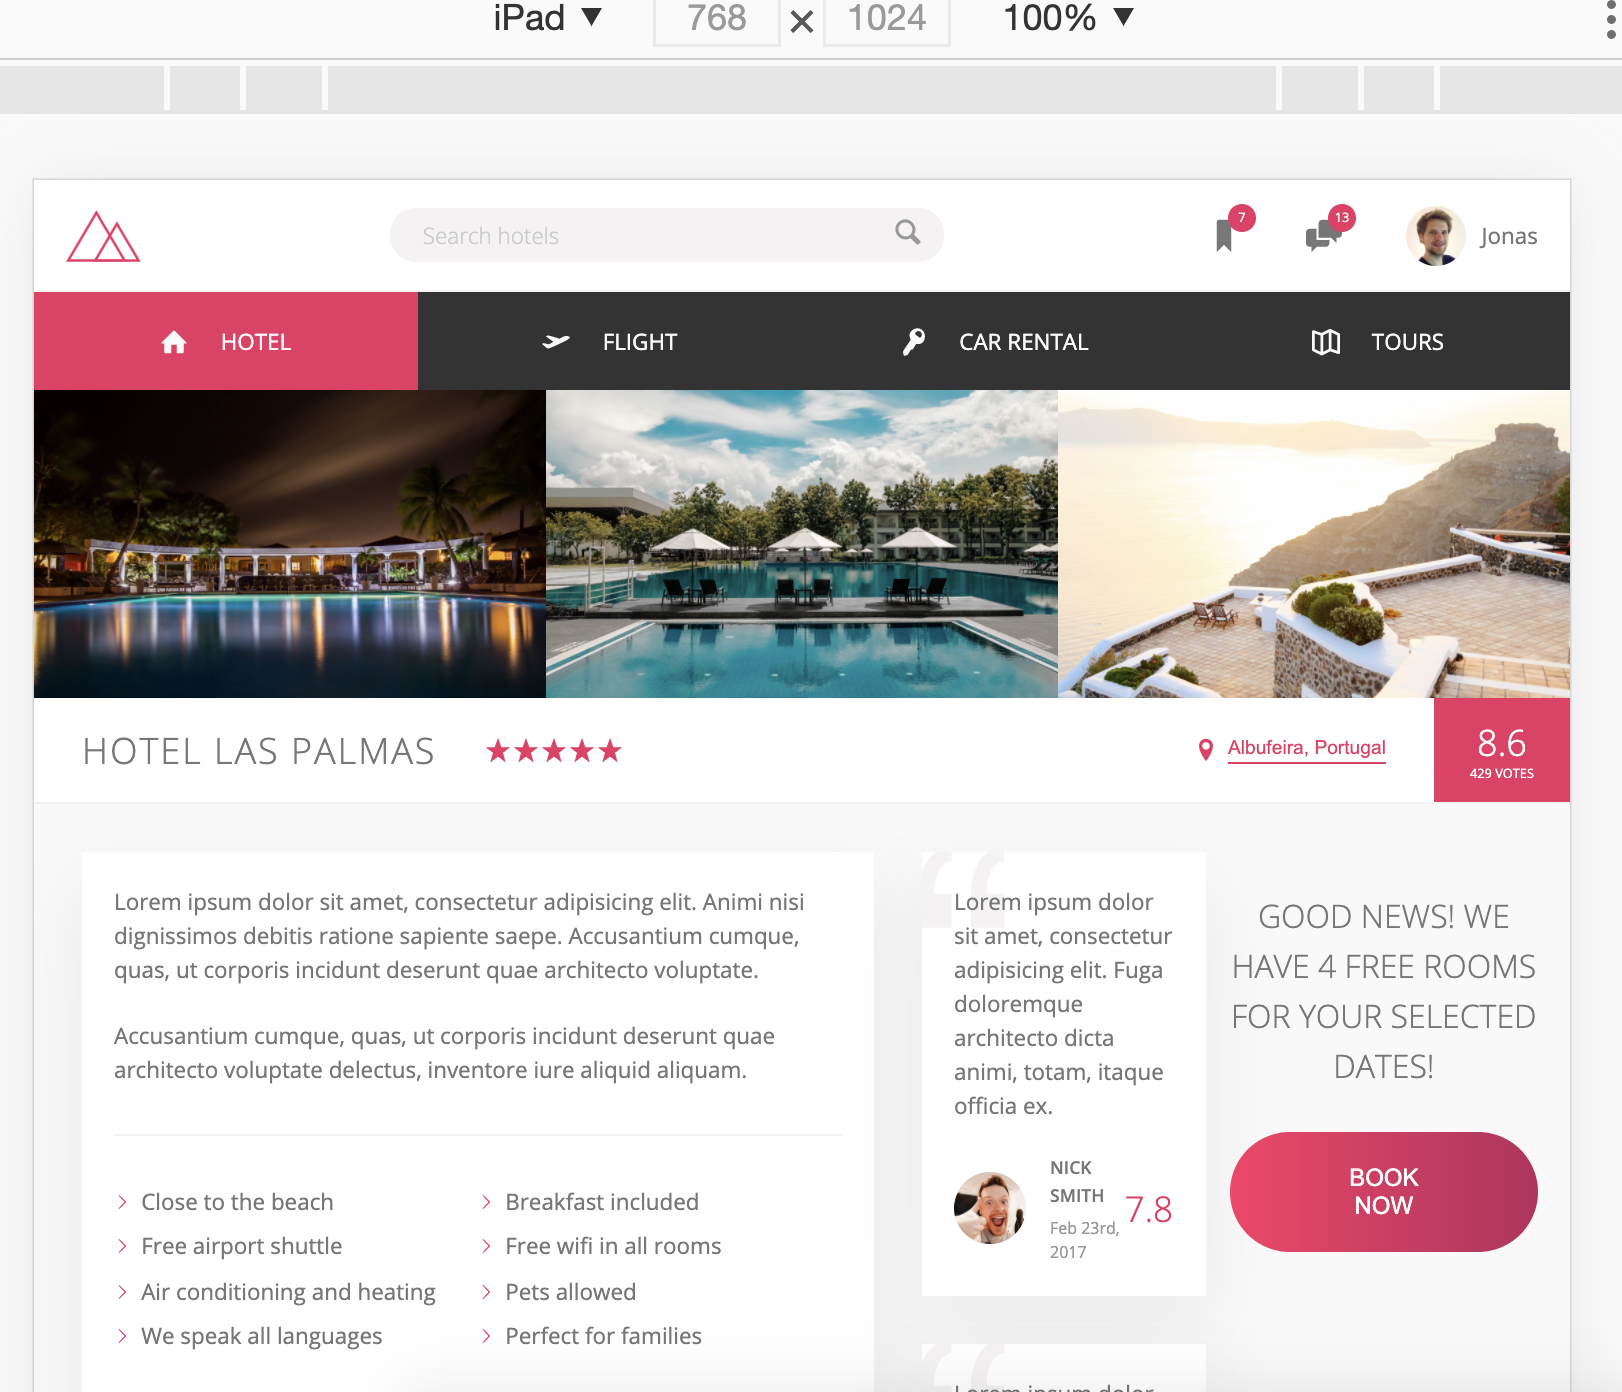 iPad ▼ 768 × 1024 100% ▼
Search hotels
7
13
Jonas
HOTEL
FLIGHT
CAR RENTAL
TOURS
HOTEL LAS PALMAS
Albufeira, Portugal
8.6
429 VOTES
Lorem ipsum dolor sit amet, consectetur adipisicing elit. Animi nisi
dignissimos debitis ratione sapiente saepe. Accusantium cumque,
quas, ut corporis incidunt deserunt quae architecto voluptate.
Accusantium cumque, quas, ut corporis incidunt deserunt quae
architecto voluptate delectus, inventore iure aliquid aliquam.
Close to the beach
Free airport shuttle
Air conditioning and heating
We speak all languages
Breakfast included
Free wifi in all rooms
Pets allowed
Perfect for families
“
Lorem ipsum dolor
sit amet, consectetur
adipisicing elit. Fuga
doloremque
architecto dicta
animi, totam, itaque
officia ex.
NICK
SMITH
Feb 23rd,
2017
7.8
“
Lorem ipsum dolor
GOOD NEWS! WE
HAVE 4 FREE ROOMS
FOR YOUR SELECTED
DATES!
BOOK
NOW